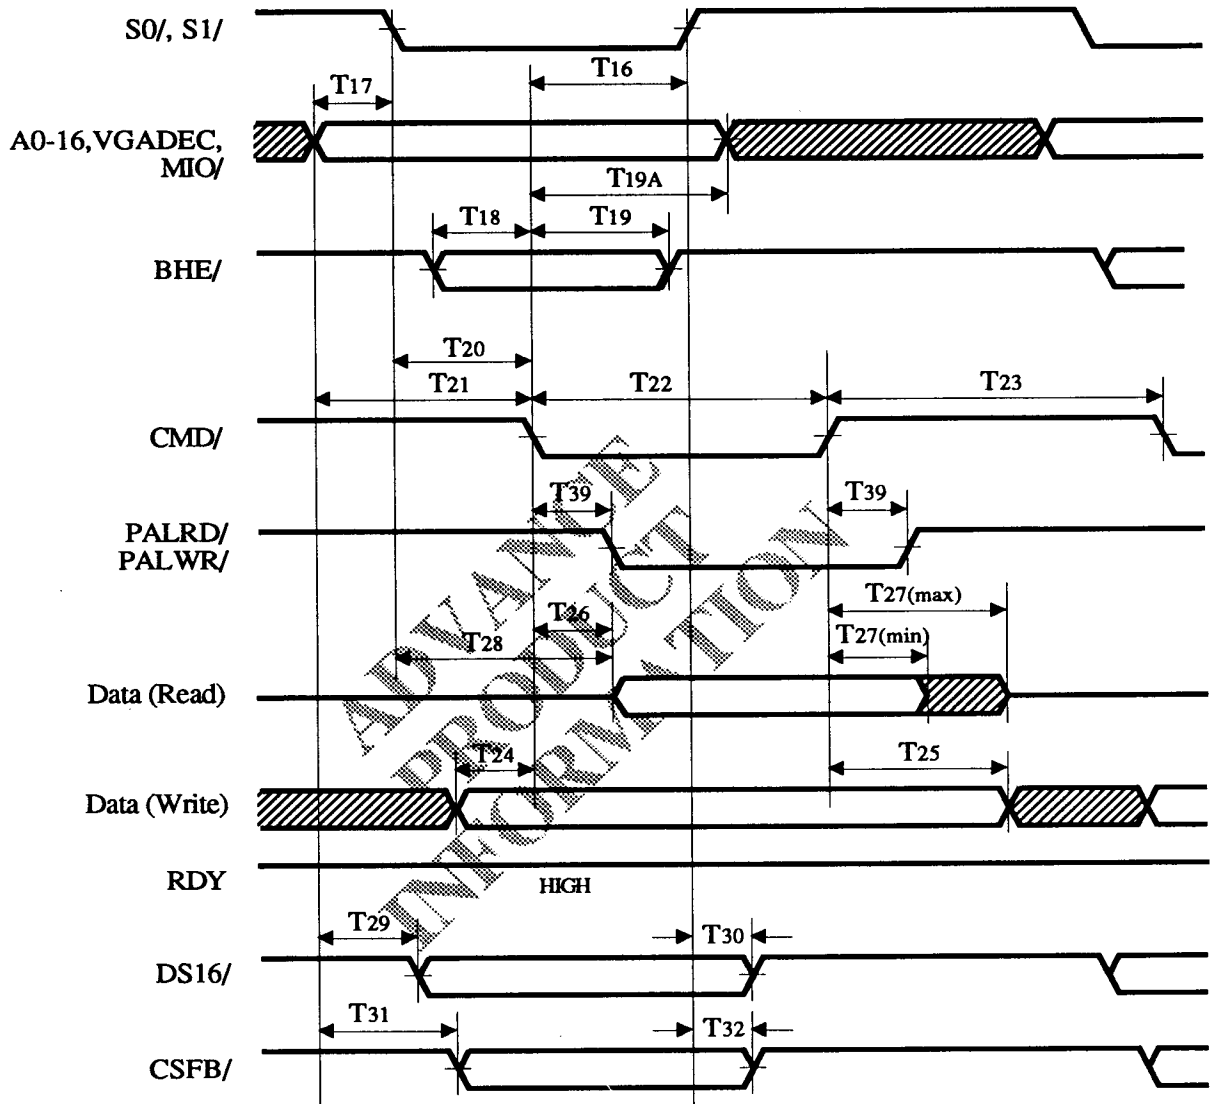 S0/, S1/
T16
T17
A0-16,VGADEC,
MIO/
T19A
T18
T19
BHE/
T20
T21
T22
T23
CMD/
T39
T39
PALRD/
PALWR/
T27(max)
T26
T27(min)
T28
Data (Read)
T24
T25
Data (Write)
RDY
HIGH
T29
T30
DS16/
T31
T32
CSFB/
ADVANCE
PRODUCT
INFORMATION